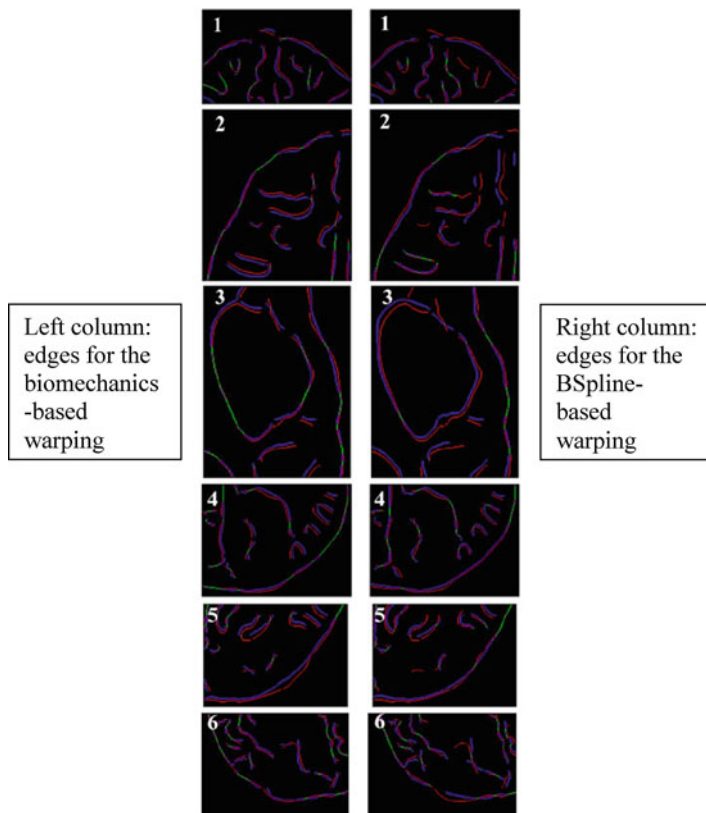 1
1
2
2
3
3
Left column:
edges for the
biomechanics
-based
warping
Right column:
edges for the
BSpline-
based
warping
4
4
5
5
6
6